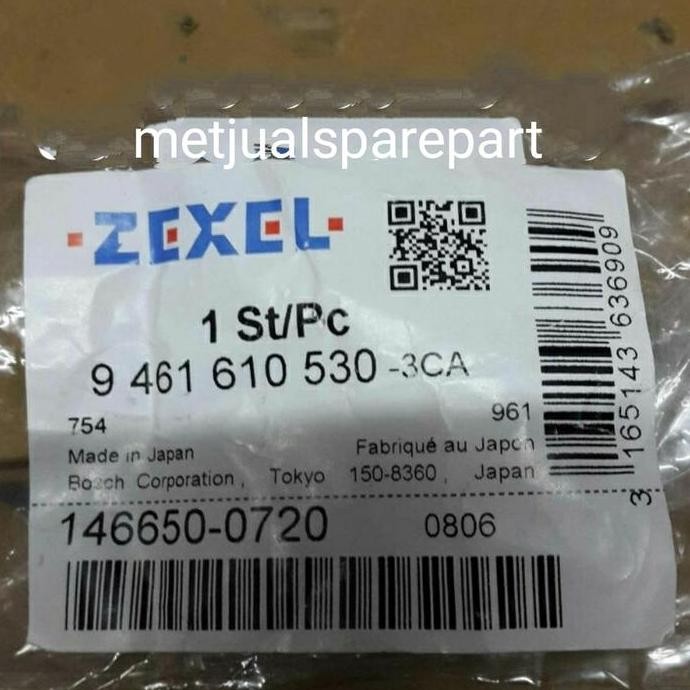 metjualsparepart
ZEXEL
1 St/Pc
9 461 610 530 -3CA
754
961
Made in Japan
Fabriqué au Japon
Bosch Corporation, Tokyo 150-8360, Japan
146650-0720 0806
3 165143 636909